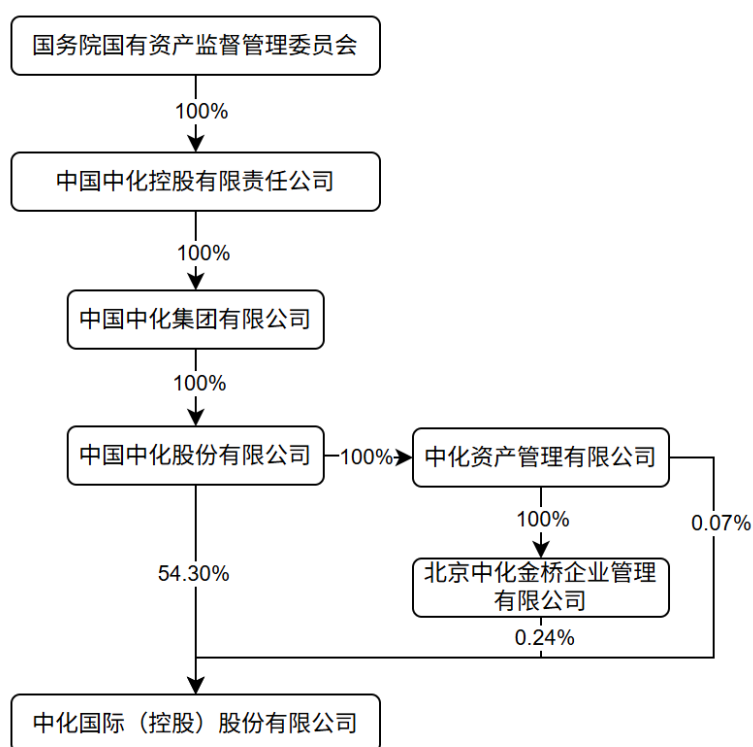 国务院国有资产监督管理委员会
100%
中国中化控股有限责任公司
100%
中国中化集团有限公司
100%
中国中化股份有限公司
100%
中化资产管理有限公司
100%
0.07%
54.30%
北京中化金桥企业管理
有限公司
0.24%
中化国际（控股）股份有限公司